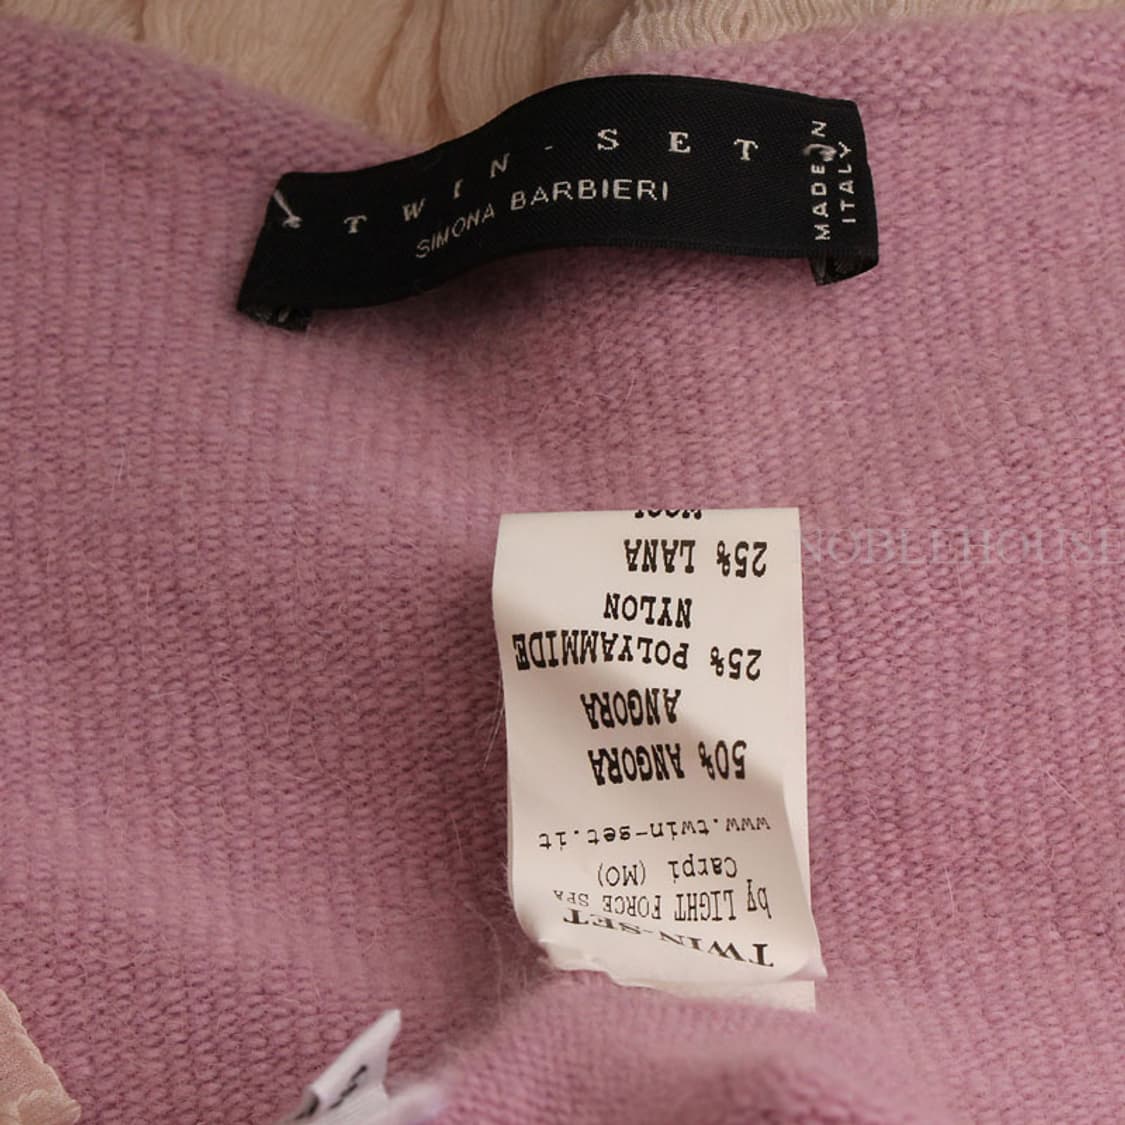 TWIN-SET
SIMONA BARBIERI
MADE IN
ITALY
TWIN-SET
by LIGHT FORCE SPA
Carpi (MO)
www.twin-set.it
50% ANGORA
ANGORA
25% POLYAMMIDE
NYLON
25% LANA
WOOL
NOBLEHOUSE